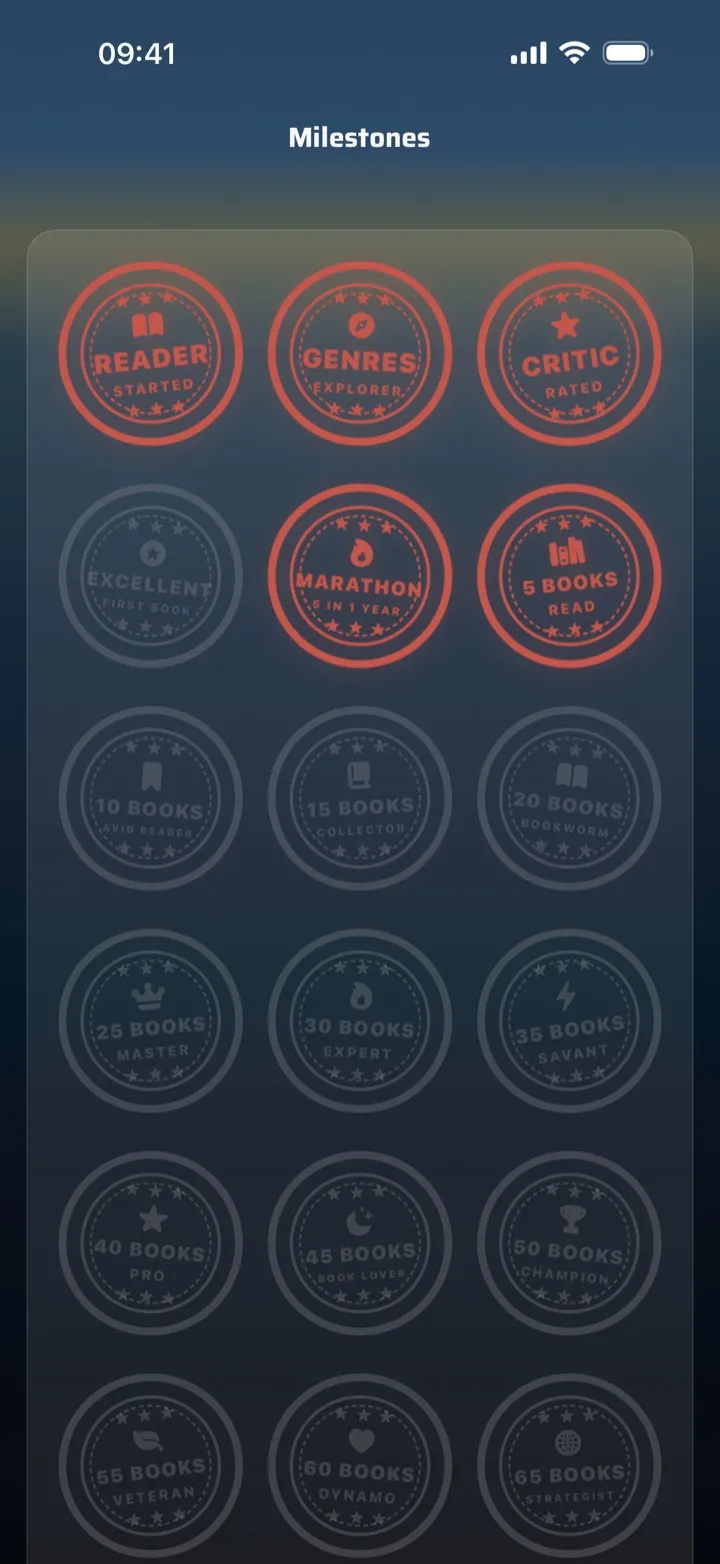 09:41
Milestones
READER
STARTED
GENRES
EXPLORER
CRITIC
RATED
EXCELLENT
FIRST BOOK
MARATHON
5 IN 1 YEAR
5 BOOKS
READ
10 BOOKS
AVID READER
15 BOOKS
COLLECTOR
20 BOOKS
BOOKWORM
25 BOOKS
MASTER
30 BOOKS
EXPERT
35 BOOKS
SAVANT
40 BOOKS
PRO
45 BOOKS
BOOK LOVER
50 BOOKS
CHAMPION
55 BOOKS
VETERAN
60 BOOKS
DYNAMO
65 BOOKS
STRATEGIST